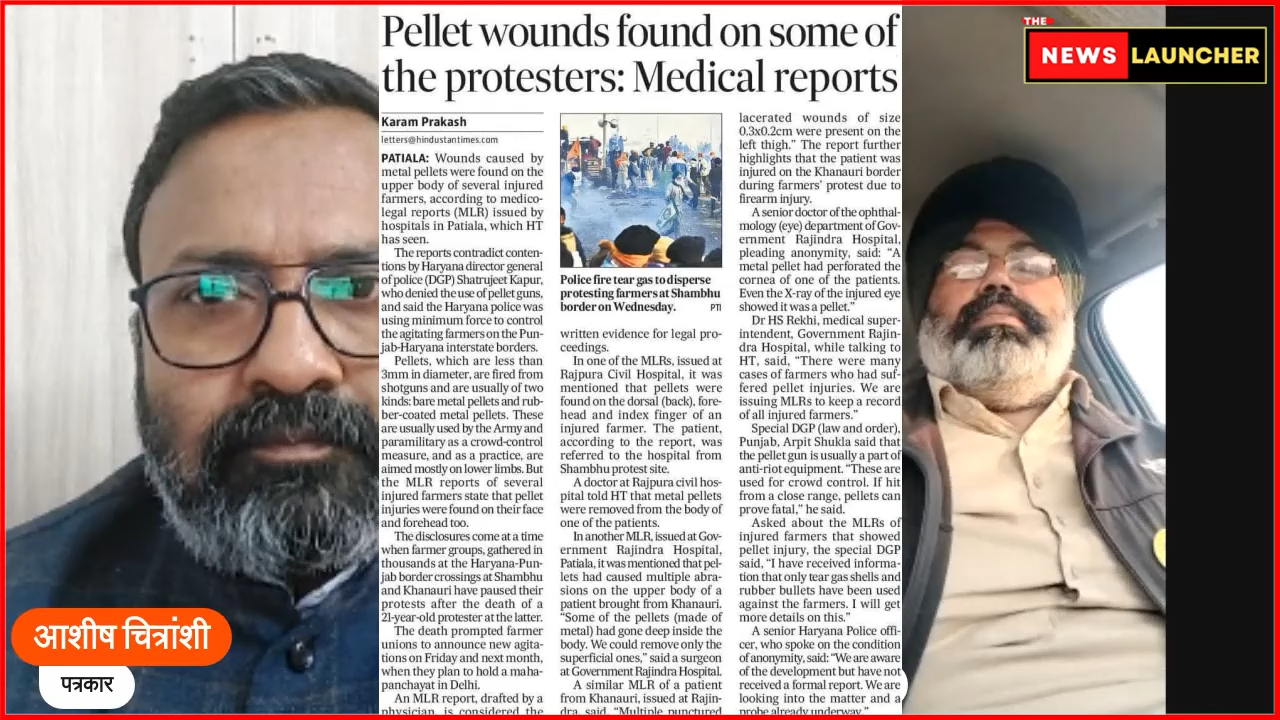 THE
NEWS LAUNCHER
Pellet wounds found on some of
the protesters: Medical reports
Karam Prakash
letters@hindustantimes.com
PATIALA: Wounds caused by
metal pellets were found on the
upper body of several injured
farmers, according to medico-
legal reports (MLR) issued by
hospitals in Patiala, which HT
has seen.
The reports contradict conten-
tions by Haryana director general
of police (DGP) Shatrujeet Kapur,
who denied the use of pellet guns,
and said the Haryana police was
using minimum force to control
the agitating farmers on the Pun-
jab-Haryana interstate borders.
Pellets, which are less than
3mm in diameter, are fired from
shotguns and are usually of two
kinds: bare metal pellets and rub-
ber-coated metal pellets. These
are usually used by the Army and
paramilitary as a crowd-control
measure, and as a practice, are
aimed mostly on lower limbs. But
the MLR reports of several
injured farmers state that pellet
injuries were found on their face
and forehead too.
The disclosures come at a time
when farmer groups, gathered in
thousands at the Haryana-Pun-
jab border crossings at Shambhu
and Khanauri have paused their
protests after the death of a
21-year-old protester at the latter.
The death prompted farmer
unions to announce new agita-
tions on Friday and next month,
when they plan to hold a maha-
panchayat in Delhi.
An MLR report, drafted by a
physician, is considered the
Police fire tear gas to disperse
protesting farmers at Shambhu
border on Wednesday. PTI
written evidence for legal pro-
ceedings.
In one of the MLRs, issued at
Rajpura Civil Hospital, it was
mentioned that pellets were
found on the dorsal (back), fore-
head and index finger of an
injured farmer. The patient,
according to the report, was
referred to the hospital from
Shambhu protest site.
A doctor at Rajpura civil hos-
pital told HT that metal pellets
were removed from the body of
one of the patients.
In another MLR, issued at Gov-
ernment Rajindra Hospital,
Patiala, it was mentioned that pel-
lets had caused multiple abra-
sions on the upper body of a
patient brought from Khanauri.
“Some of the pellets (made of
metal) had gone deep inside the
body. We could remove only the
superficial ones,” said a surgeon
at Government Rajindra Hospital.
A similar MLR of a patient
from Khanauri, issued at Rajin-
dra, said, “Multiple punctured
lacerated wounds of size
0.3x0.2cm were present on the
left thigh.” The report further
highlights that the patient was
injured on the Khanauri border
during farmers’ protest due to
firearm injury.
A senior doctor of the ophthal-
mology (eye) department of Gov-
ernment Rajindra Hospital,
pleading anonymity, said: “A
metal pellet had perforated the
cornea of one of the patients.
Even the X-ray of the injured eye
showed it was a pellet.”
Dr HS Rekhi, medical super-
intendent, Government Rajin-
dra Hospital, while talking to
HT, said, “There were many
cases of farmers who had suf-
fered pellet injuries. We are
issuing MLRs to keep a record
of all injured farmers.”
Special DGP (law and order),
Punjab, Arpit Shukla said that
the pellet gun is usually a part of
anti-riot equipment. “These are
used for crowd control. If hit
from a close range, pellets can
prove fatal,” he said.
Asked about the MLRs of
injured farmers that showed
pellet injury, the special DGP
said, “I have received informa-
tion that only tear gas shells and
rubber bullets have been used
against the farmers. I will get
more details on this.”
A senior Haryana Police offi-
cer, who spoke on the condition
of anonymity, said: “We are aware
of the development but have not
received a formal report. We are
looking into the matter and a
probe already underway.”
आशीष चित्रांशी
पत्रकार